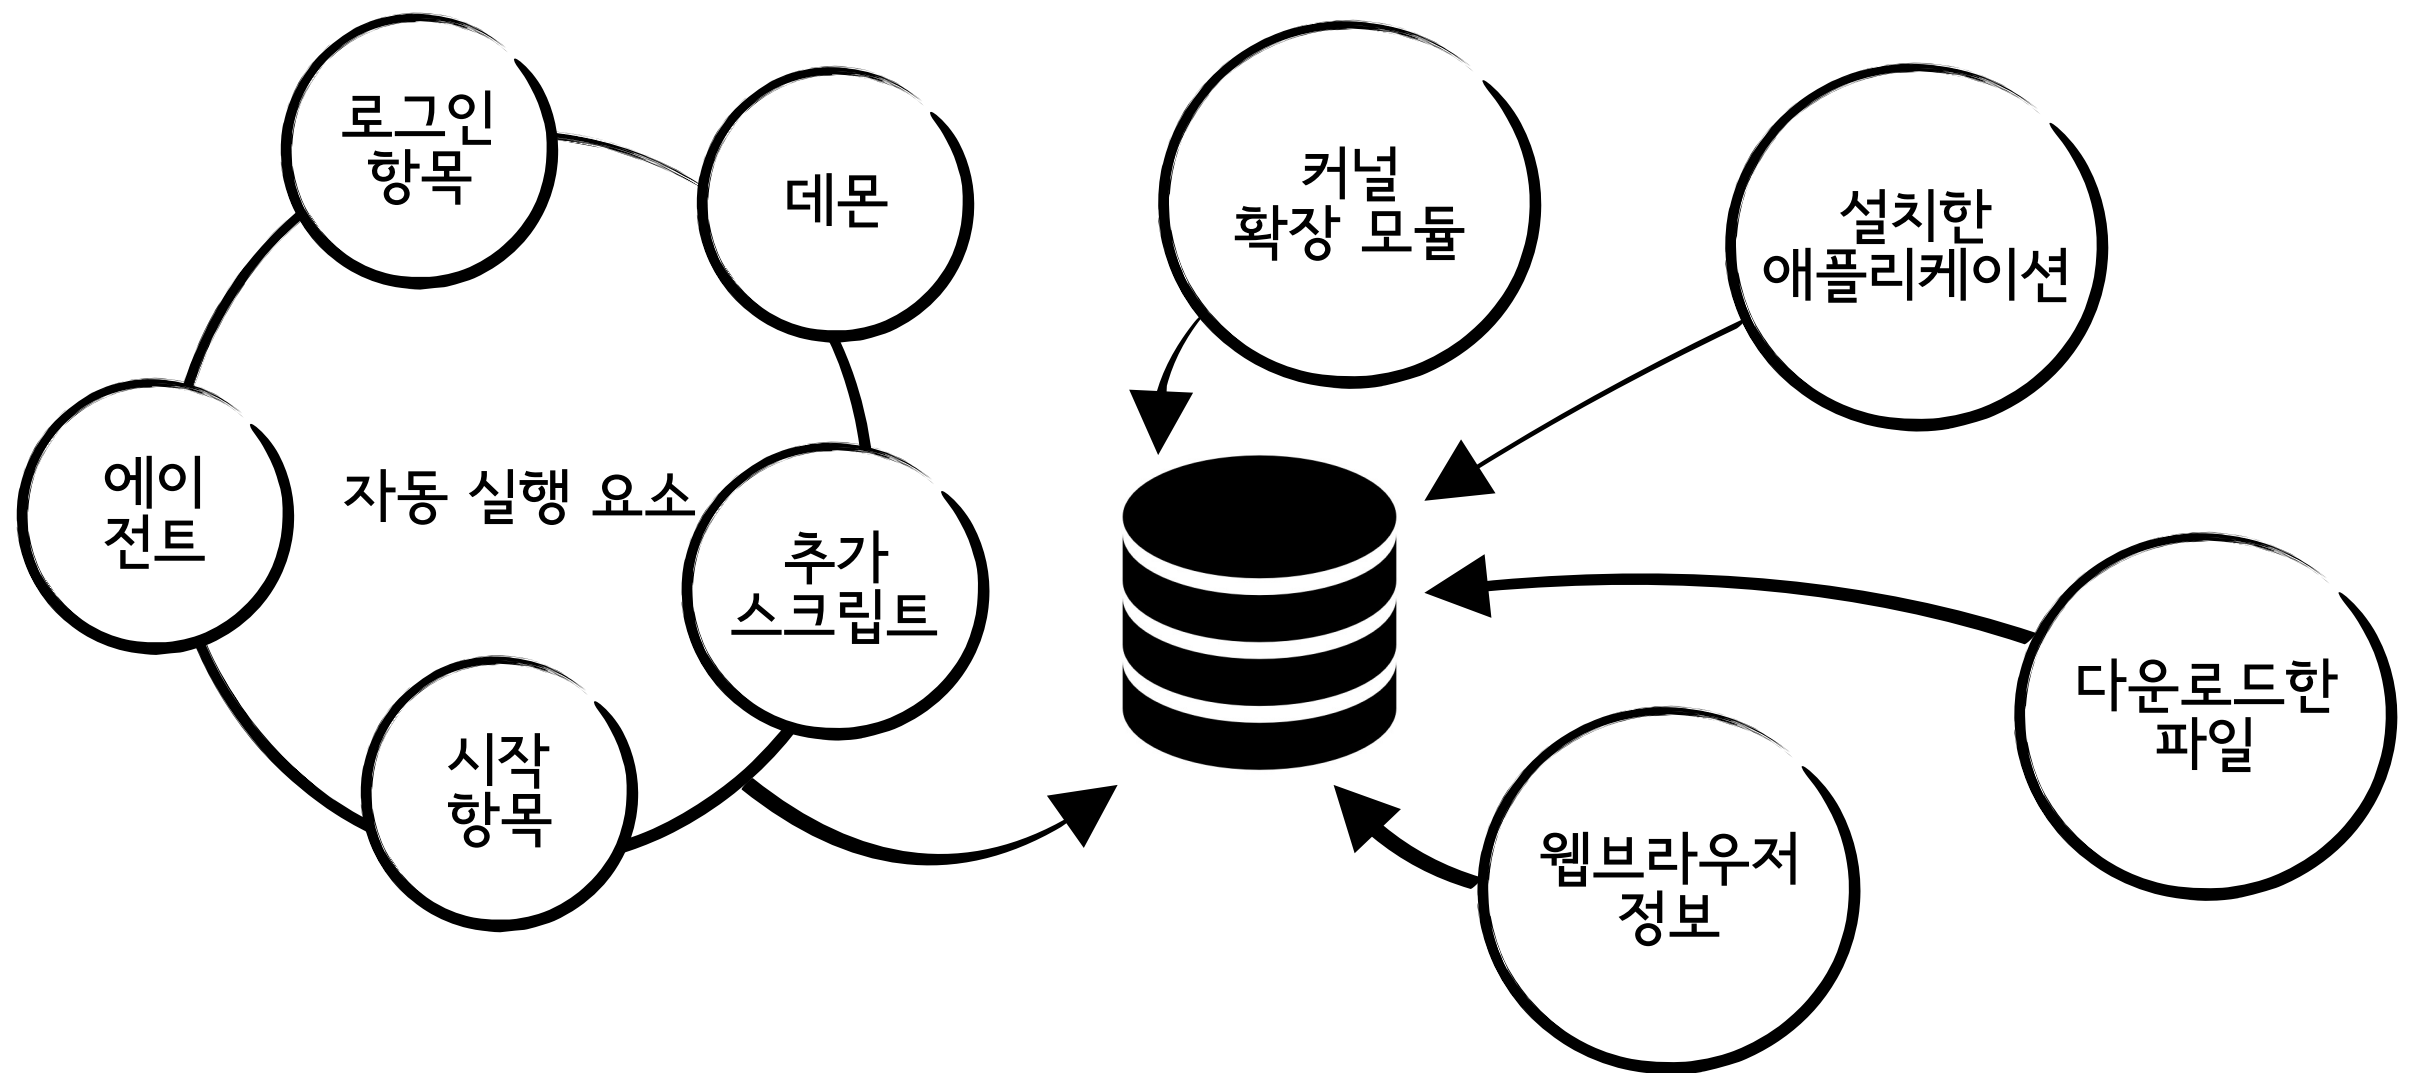 로그인
항목
데몬
에이
전트
자동 실행 요소
추가
스크립트
시작
항목
커널
확장 모듈
설치한
애플리케이션
다운로드한
파일
웹브라우저
정보